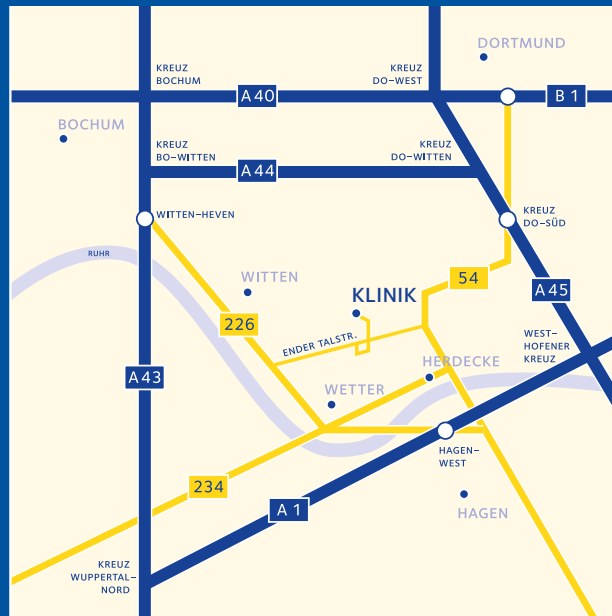 DORTMUND
KREUZ
BOCHUM
KREUZ
DO-WEST
A 40
B 1
BOCHUM
KREUZ
BO-WITTEN
KREUZ
DO-WITTEN
A 44
WITTEN-HEVEN
KREUZ
DO-SÜD
RUHR
WITTEN
54
KLINIK
A 45
226
ENDER TALSTR.
WEST-
HOFENER
KREUZ
HERDECKE
A 43
WETTER
HAGEN-
WEST
234
A 1
HAGEN
KREUZ
WUPPERTAL-
NORD